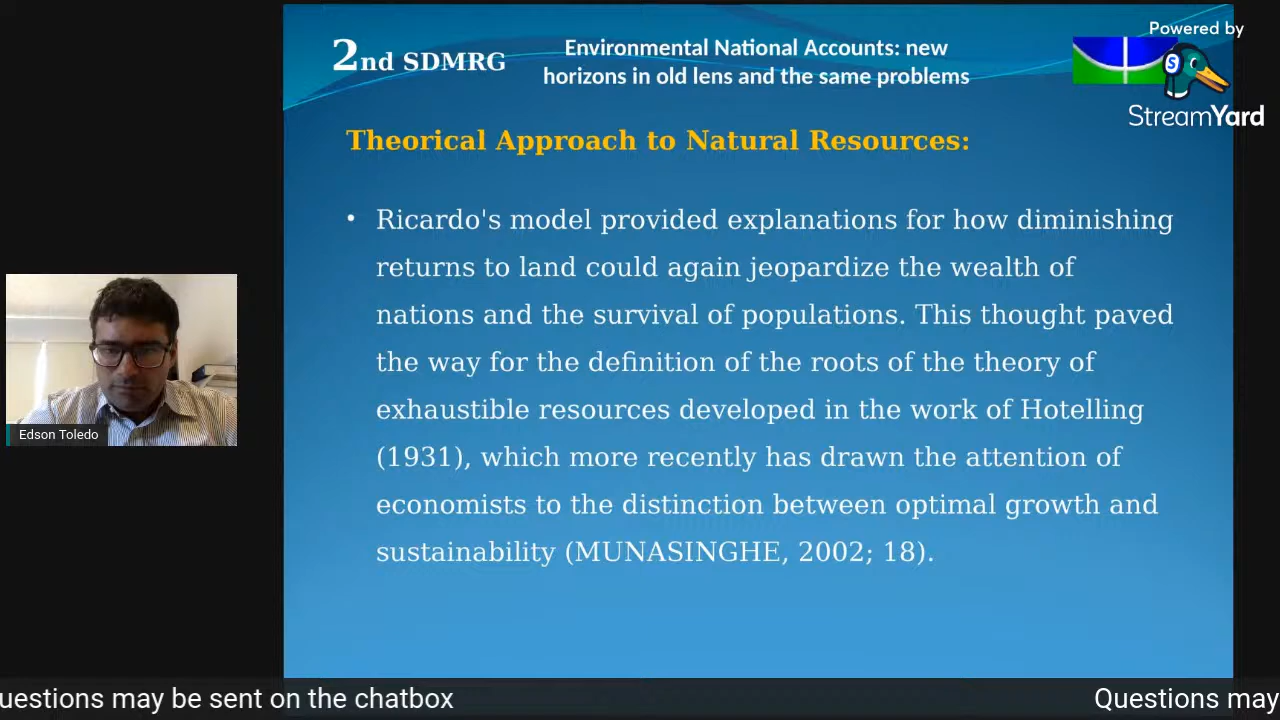 2nd SDMRG
Environmental National Accounts: new
horizons in old lens and the same problems
Powered by
S
StreamYard
Theorical Approach to Natural Resources:
• Ricardo's model provided explanations for how diminishing
returns to land could again jeopardize the wealth of
nations and the survival of populations. This thought paved
the way for the definition of the roots of the theory of
exhaustible resources developed in the work of Hotelling
(1931), which more recently has drawn the attention of
economists to the distinction between optimal growth and
sustainability (MUNASINGHE, 2002; 18).
Edson Toledo
uestions may be sent on the chatbox
Questions may